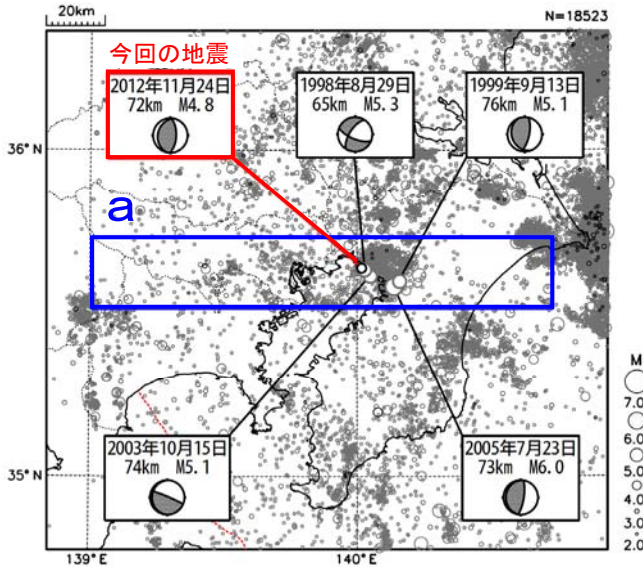 20km
N=18523
今回の地震
2012年11月24日
72km M4.8
1998年8月29日
65km M5.3
1999年9月13日
76km M5.1
36°N
a
M
7.0
6.0
5.0
4.0
3.0
2.0
2003年10月15日
74km M5.1
2005年7月23日
73km M6.0
35°N
139°E
140°E